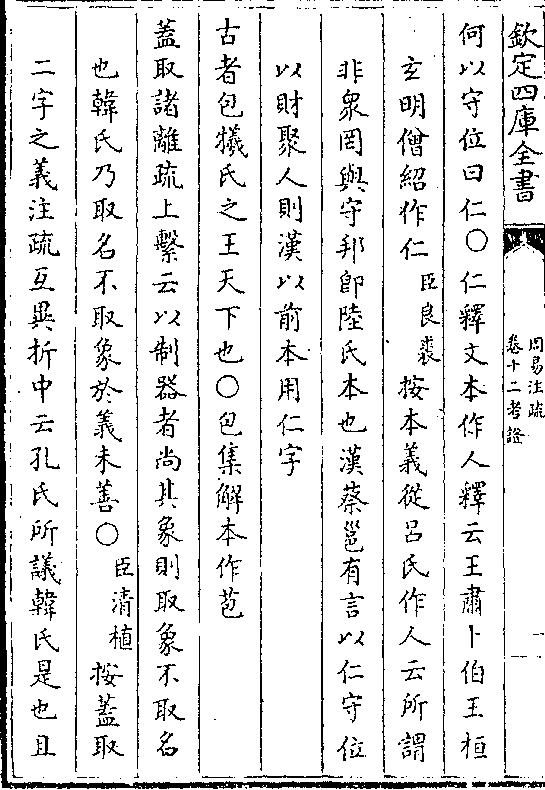 欽定四庫全書
周易注疏
卷十二考證
一
何以守位曰仁○仁釋文本作人釋云王肅卜伯王桓
玄明僧紹作仁臣良裘按本義從呂氏作人云所謂
非衆罔與守邦卽陸氏本也漢蔡邕有言以仁守位
以財聚人則漢以前本用仁字
古者包犧氏之王天下也○包集解本作苞
蓋取諸離疏上繫云以制器者尚其象則取象不取名
也韓氏乃取名不取象於義未善○臣清植按蓋取
二字之義注疏互異折中云孔氏所議韓氏是也且